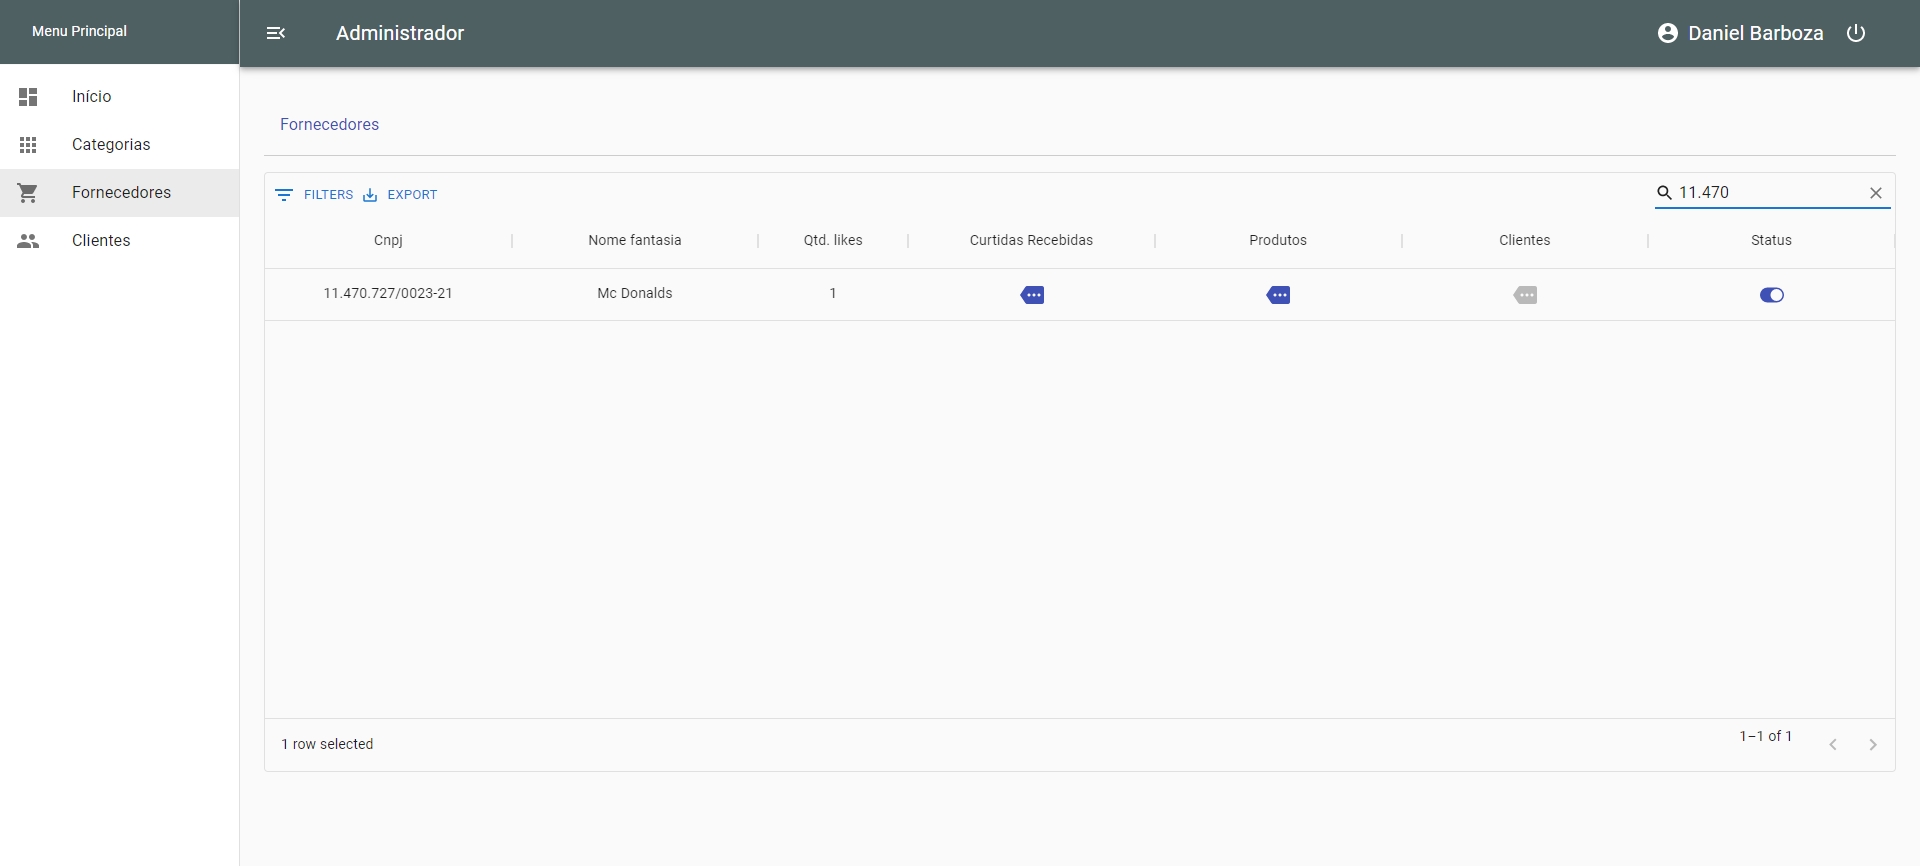 Menu Principal
Administrador
Daniel Barboza
Início
Categorias
Fornecedores
Clientes
Fornecedores
FILTERS
EXPORT
11.470
Cnpj
Nome fantasia
Qtd. likes
Curtidas Recebidas
Produtos
Clientes
Status
11.470.727/0023-21
Mc Donalds
1
1 row selected
1–1 of 1